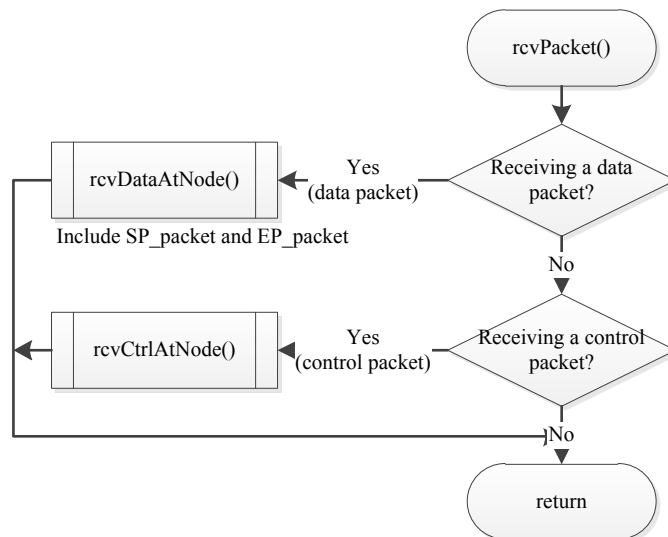 rcvPacket()
Receiving a data
packet?
Yes
(data packet)
rcvDataAtNode()
Include SP_packet and EP_packet
No
Receiving a control
packet?
Yes
(control packet)
rcvCtrlAtNode()
No
return